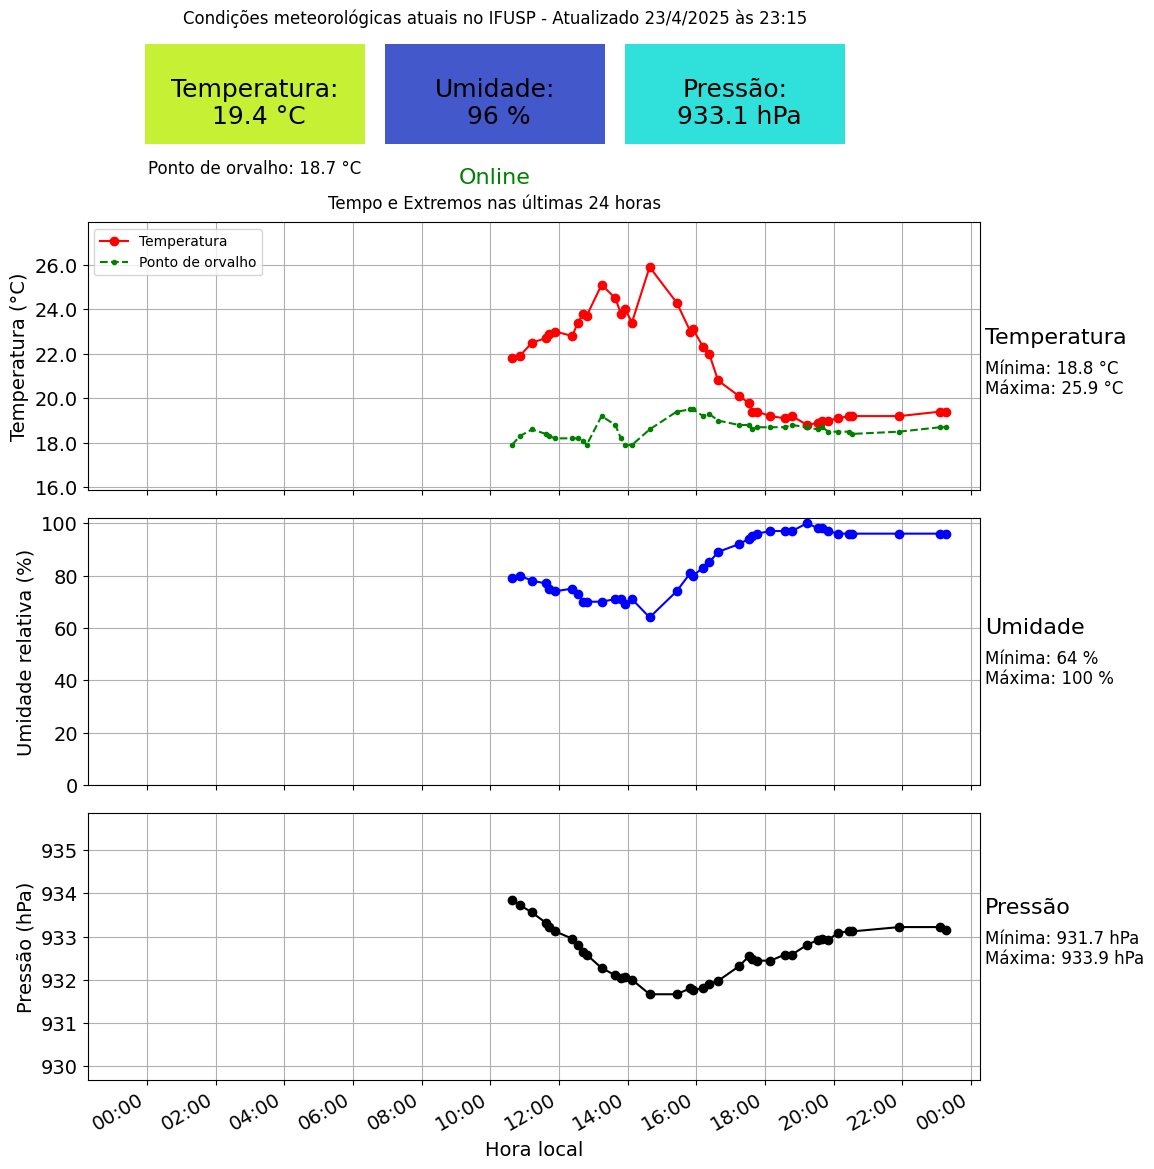 Condições meteorológicas atuais no IFUSP - Atualizado 23/4/2025 às 23:15
Temperatura:
19.4 °C
Umidade:
96 %
Pressão:
933.1 hPa
Ponto de orvalho: 18.7 °C
Online
Tempo e Extremos nas últimas 24 horas
Temperatura
Ponto de orvalho
Temperatura (°C)
26.0
24.0
22.0
20.0
18.0
16.0
Temperatura
Mínima: 18.8 °C
Máxima: 25.9 °C
Umidade relativa (%)
100
80
60
40
20
0
Umidade
Mínima: 64 %
Máxima: 100 %
Pressão (hPa)
935
934
933
932
931
930
Pressão
Mínima: 931.7 hPa
Máxima: 933.9 hPa
00:00 02:00 04:00 06:00 08:00 10:00 12:00 14:00 16:00 18:00 20:00 22:00 00:00
Hora local